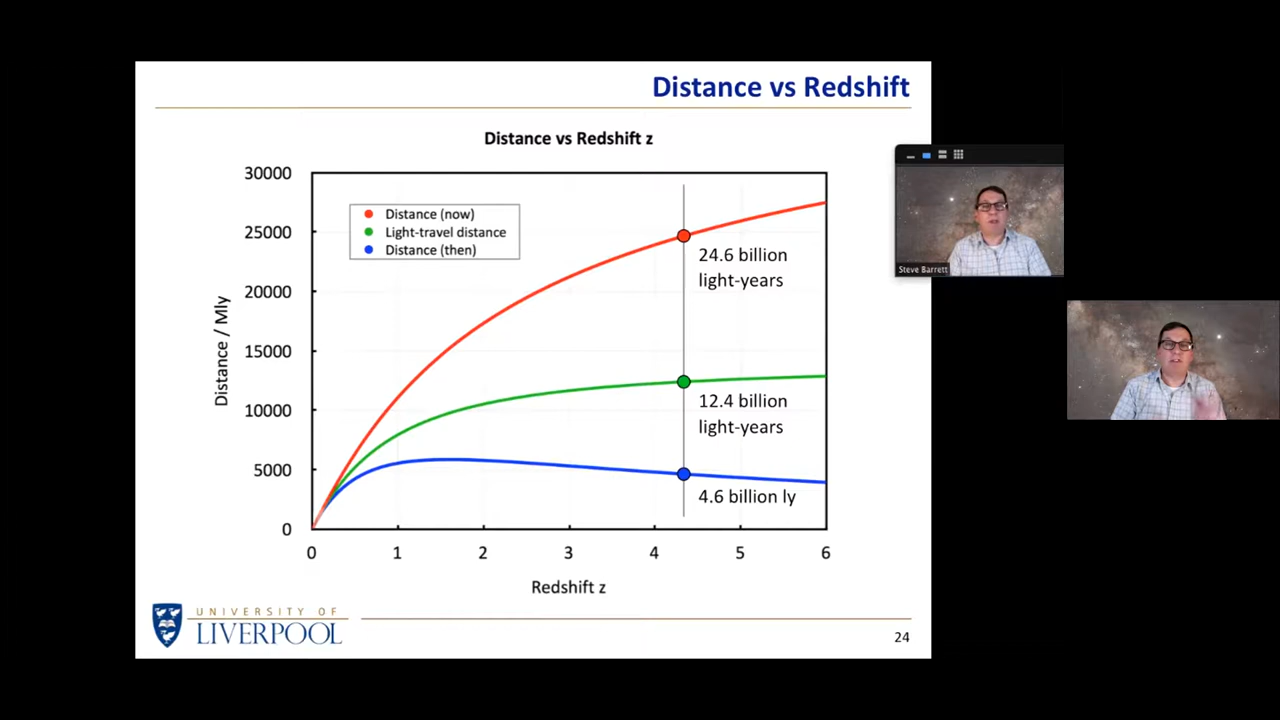 Distance vs Redshift
Distance vs Redshift z
30000
25000
20000
15000
10000
5000
0
Distance / Mly
Distance (now)
Light-travel distance
Distance (then)
24.6 billion
light-years
12.4 billion
light-years
4.6 billion ly
0 1 2 3 4 5 6
Redshift z
Steve Barrett
UNIVERSITY OF
LIVERPOOL
24